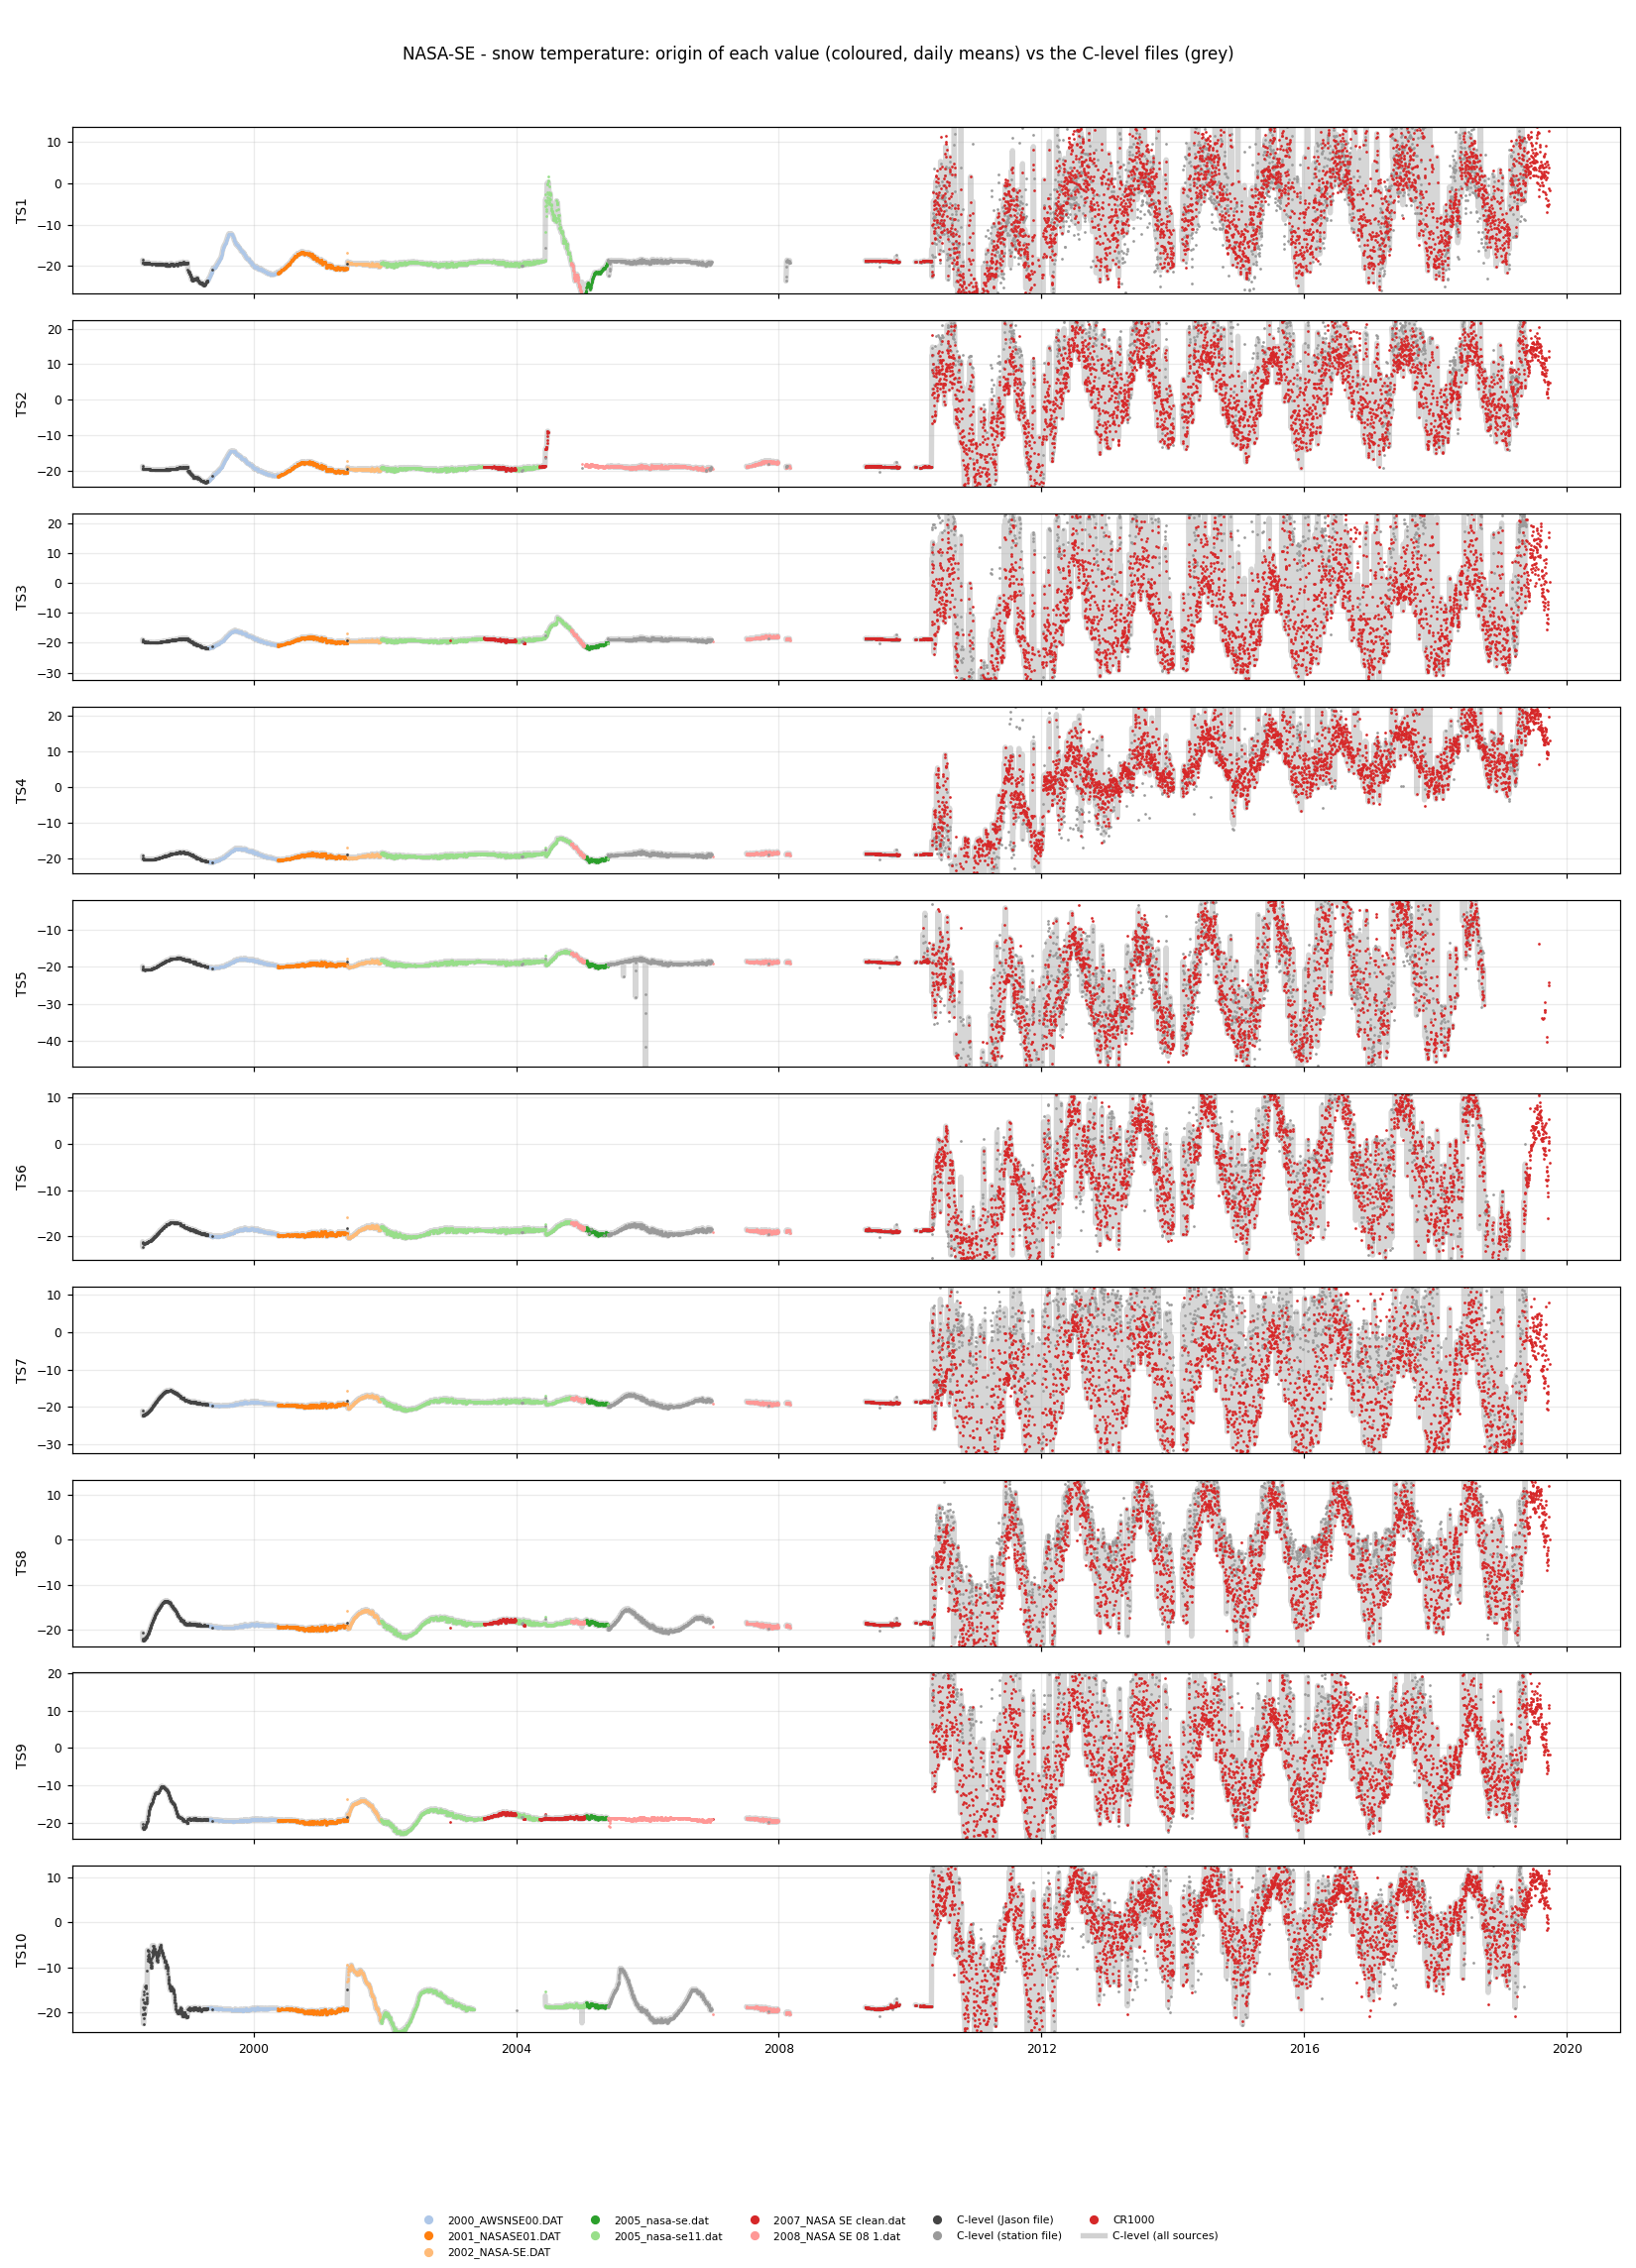 NASA-SE - snow temperature: origin of each value (coloured, daily means) vs the C-level files (grey)
TS1
10
0
−10
−20
TS2
20
10
0
−10
−20
TS3
20
10
0
−10
−20
−30
TS4
20
10
0
−10
−20
TS5
−10
−20
−30
−40
TS6
10
0
−10
−20
TS7
10
0
−10
−20
−30
TS8
10
0
−10
−20
TS9
20
10
0
−10
−20
TS10
10
0
−10
−20
2000 2004 2008 2012 2016 2020
2000_AWSNSE00.DAT
2001_NASASE01.DAT
2002_NASA-SE.DAT
2005_nasa-se.dat
2005_nasa-se11.dat
2007_NASA SE clean.dat
2008_NASA SE 08 1.dat
C-level (Jason file)
C-level (station file)
CR1000
C-level (all sources)